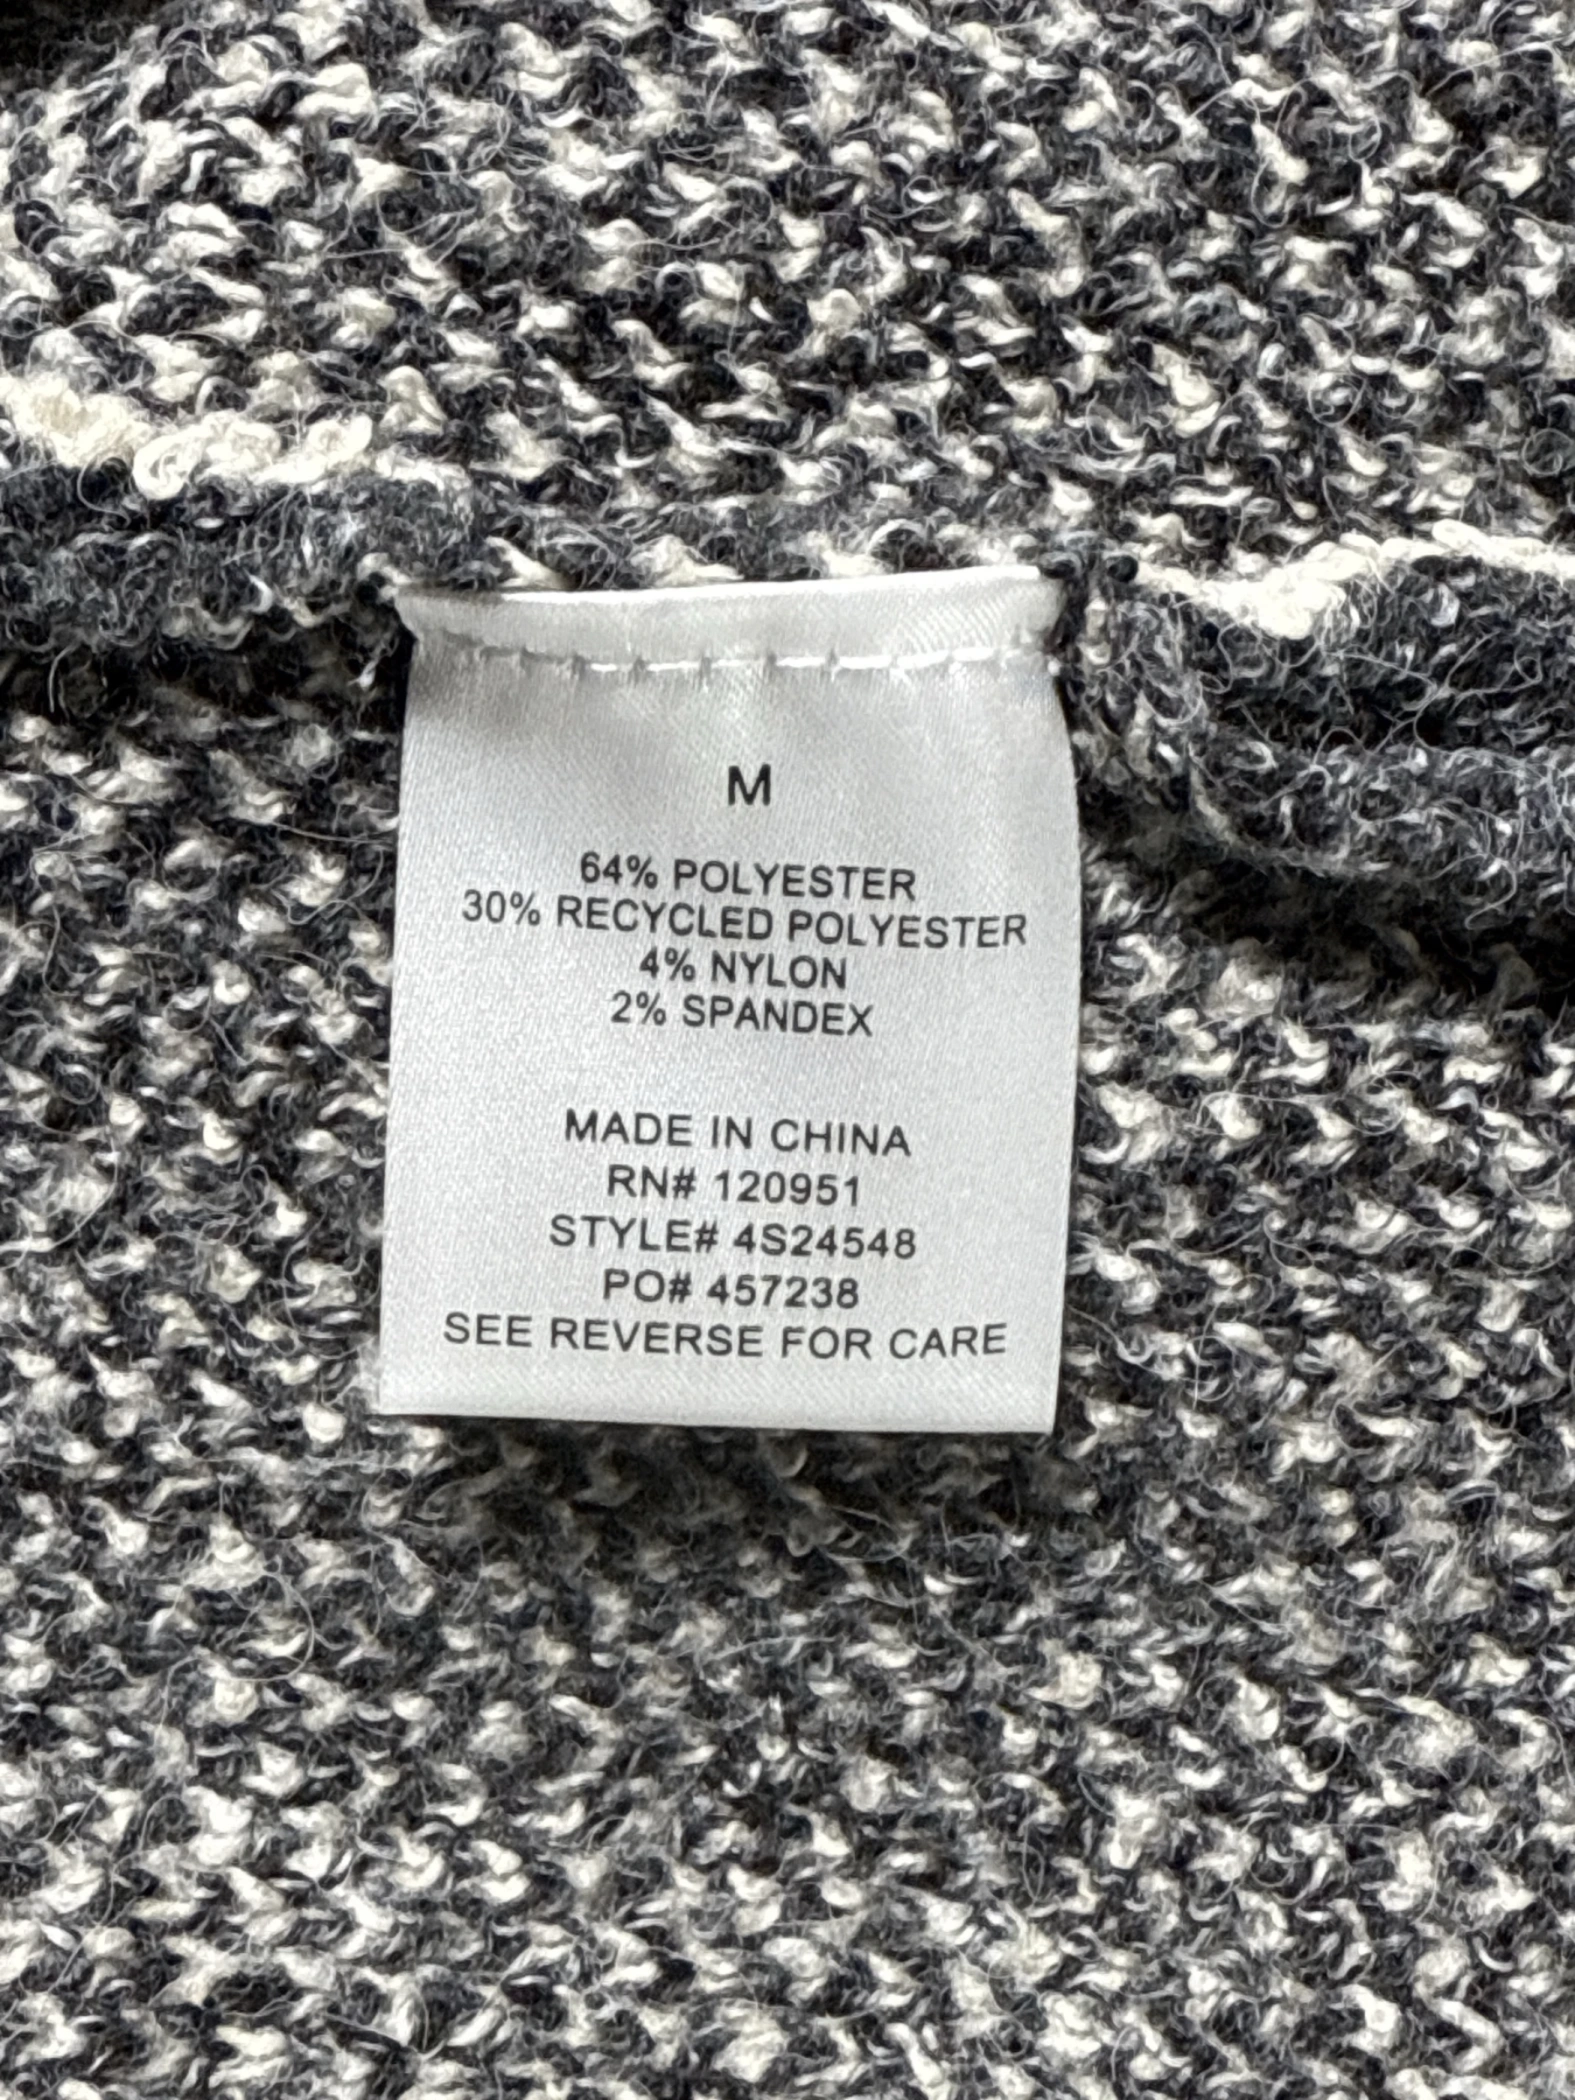 M
64% POLYESTER
30% RECYCLED POLYESTER
4% NYLON
2% SPANDEX
MADE IN CHINA
RN# 120951
STYLE# 4S24548
PO# 457238
SEE REVERSE FOR CARE